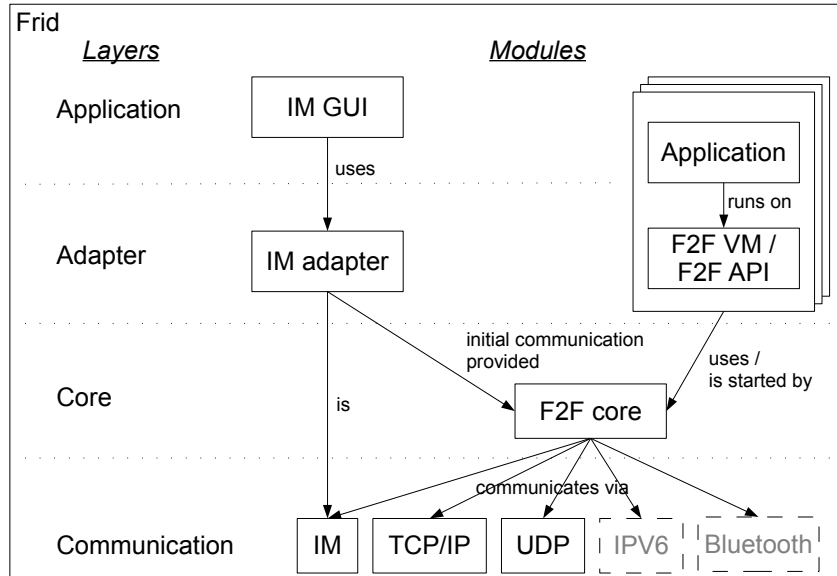 Frid
Layers
Modules
Application
IM GUI
Application
uses
runs on
Adapter
IM adapter
F2F VM /
F2F API
initial communication
provided
uses /
is started by
Core
is
F2F core
communicates via
Communication
IM
TCP/IP
UDP
IPV6
Bluetooth